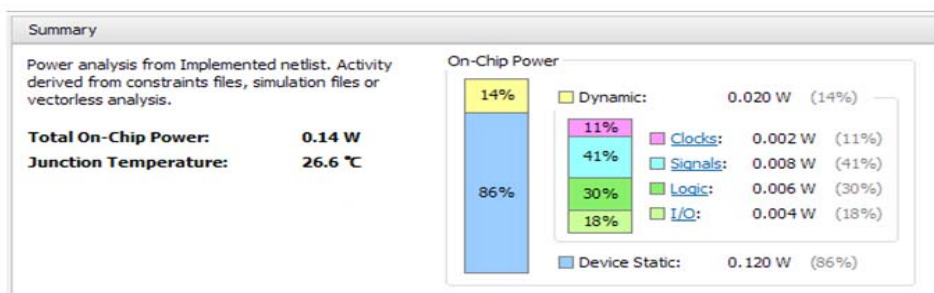 Summary
Power analysis from Implemented netlist. Activity
derived from constraints files, simulation files or
vectorless analysis.
Total On-Chip Power: 0.14 W
Junction Temperature: 26.6 ℃
On-Chip Power
14%
86%
Dynamic: 0.020 W (14%)
11%
41%
30%
18%
Clocks: 0.002 W (11%)
Signals: 0.008 W (41%)
Logic: 0.006 W (30%)
I/O: 0.004 W (18%)
Device Static: 0.120 W (86%)